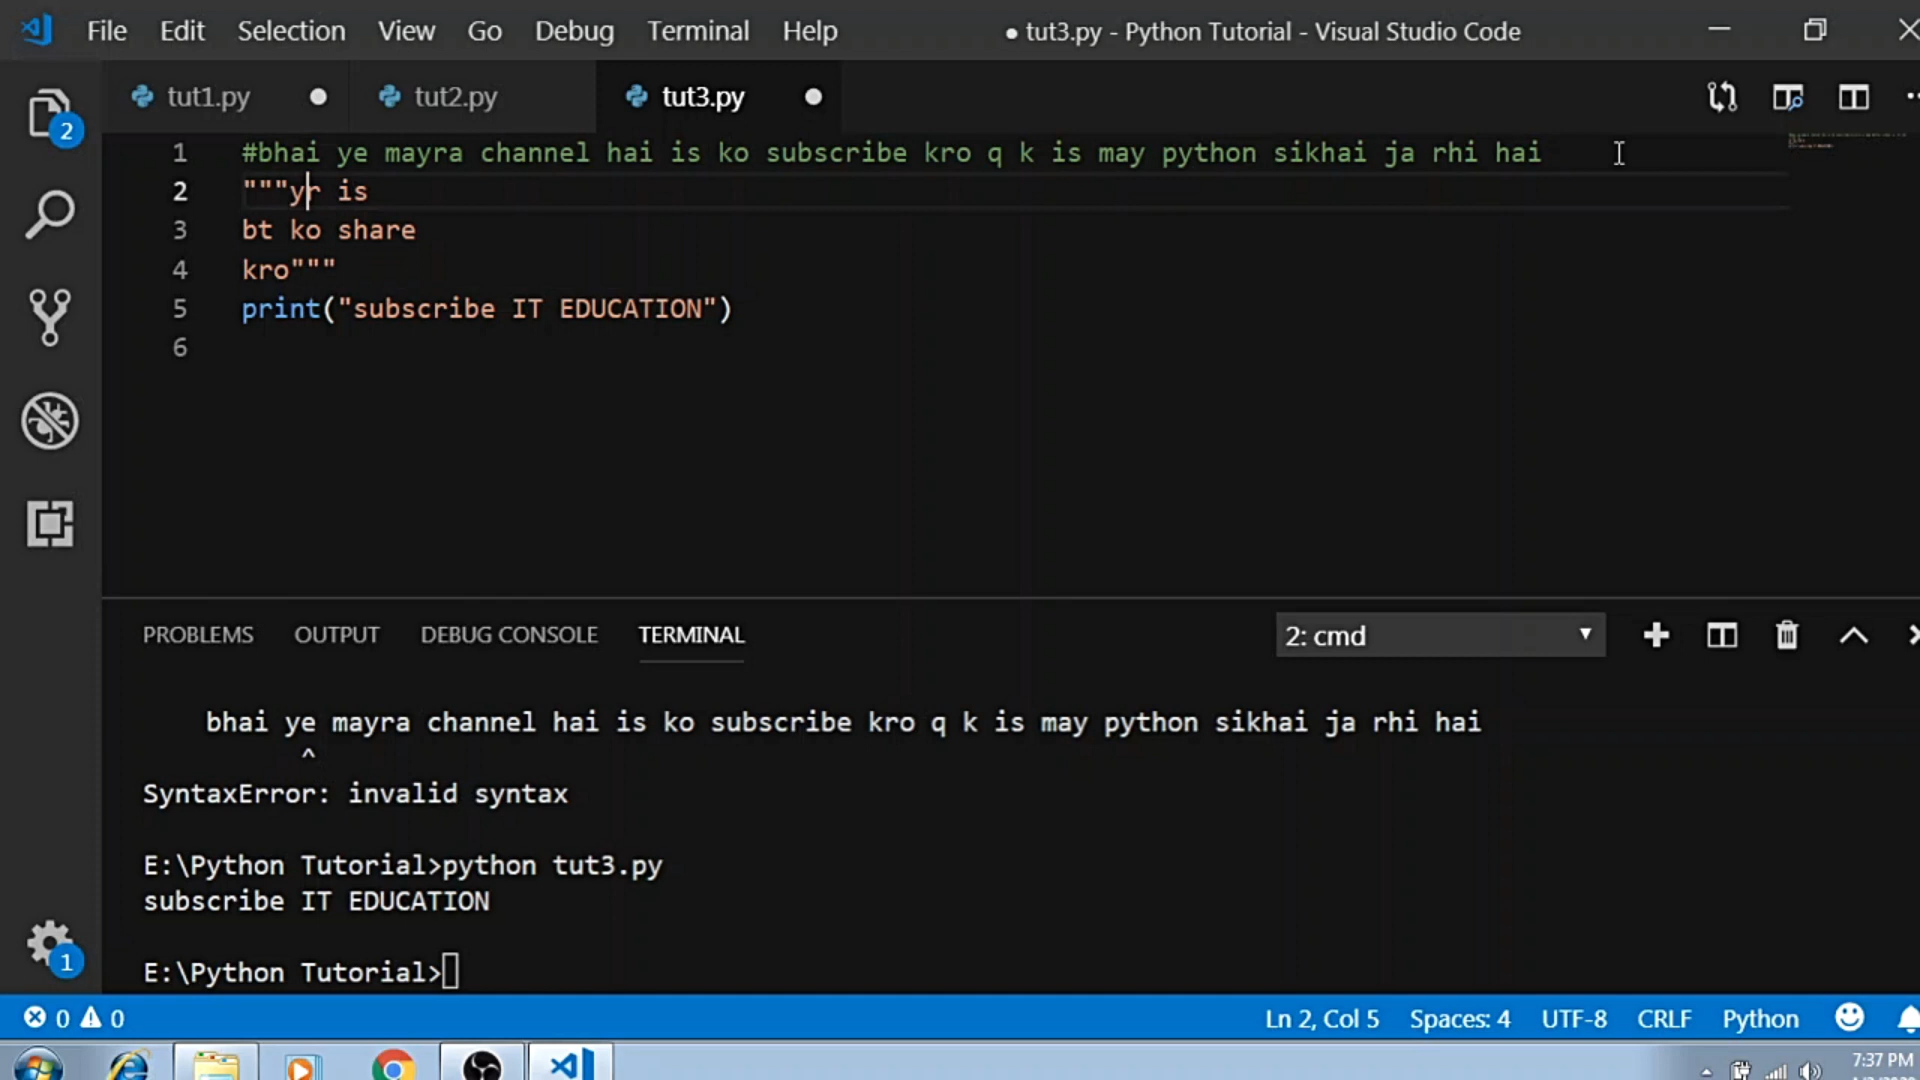 File Edit Selection View Go Debug Terminal Help ● tut3.py - Python Tutorial - Visual Studio Code
tut1.py tut2.py tut3.py
2
1 #bhai ye mayra channel hai is ko subscribe kro q k is may python sikhai ja rhi hai
2 """yr is
3 bt ko share
4 kro"""
5 print("subscribe IT EDUCATION")
6
PROBLEMS OUTPUT DEBUG CONSOLE TERMINAL 2: cmd
bhai ye mayra channel hai is ko subscribe kro q k is may python sikhai ja rhi hai
^
SyntaxError: invalid syntax
E:\Python Tutorial>python tut3.py
subscribe IT EDUCATION
E:\Python Tutorial>
1
0 0 Ln 2, Col 5 Spaces: 4 UTF-8 CRLF Python
7:37 PM